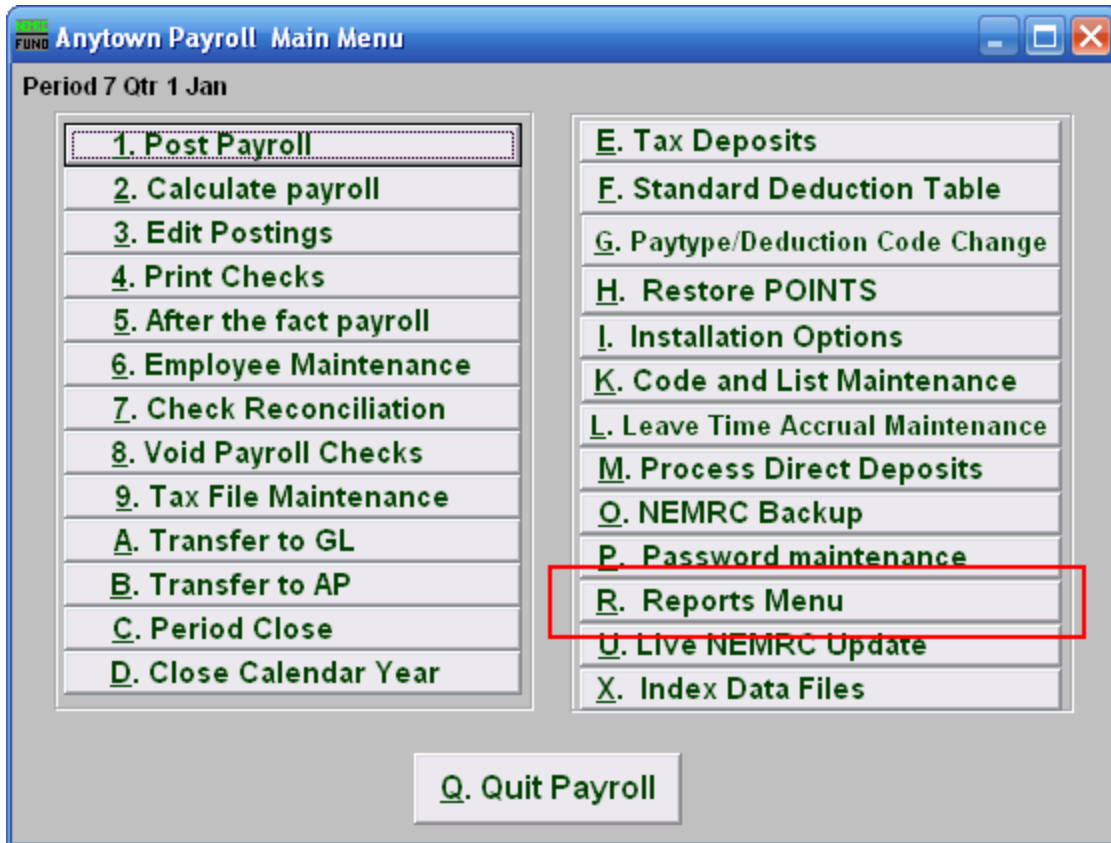 NEMRC
FUND Anytown Payroll Main Menu
Period 7 Qtr 1 Jan
1. Post Payroll
2. Calculate payroll
3. Edit Postings
4. Print Checks
5. After the fact payroll
6. Employee Maintenance
7. Check Reconciliation
8. Void Payroll Checks
9. Tax File Maintenance
A. Transfer to GL
B. Transfer to AP
C. Period Close
D. Close Calendar Year
E. Tax Deposits
F. Standard Deduction Table
G. Paytype/Deduction Code Change
H. Restore POINTS
I. Installation Options
K. Code and List Maintenance
L. Leave Time Accrual Maintenance
M. Process Direct Deposits
O. NEMRC Backup
P. Password maintenance
R. Reports Menu
U. Live NEMRC Update
X. Index Data Files
Q. Quit Payroll